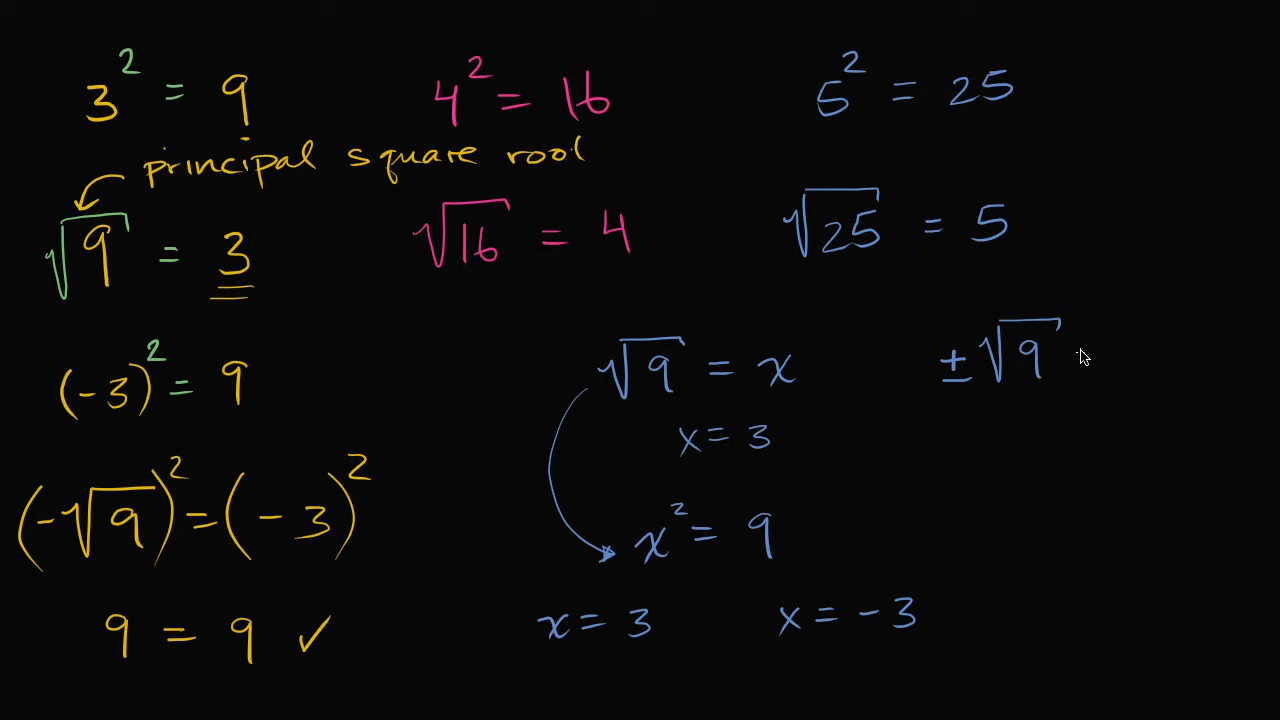 3² = 9
4² = 16
5² = 25
principal square root
√9 = 3
√16 = 4
√25 = 5
(-3)² = 9
√9 = x
±√9
x = 3
(-√9)² = (-3)²
x² = 9
9 = 9 ✓
x = 3
x = -3